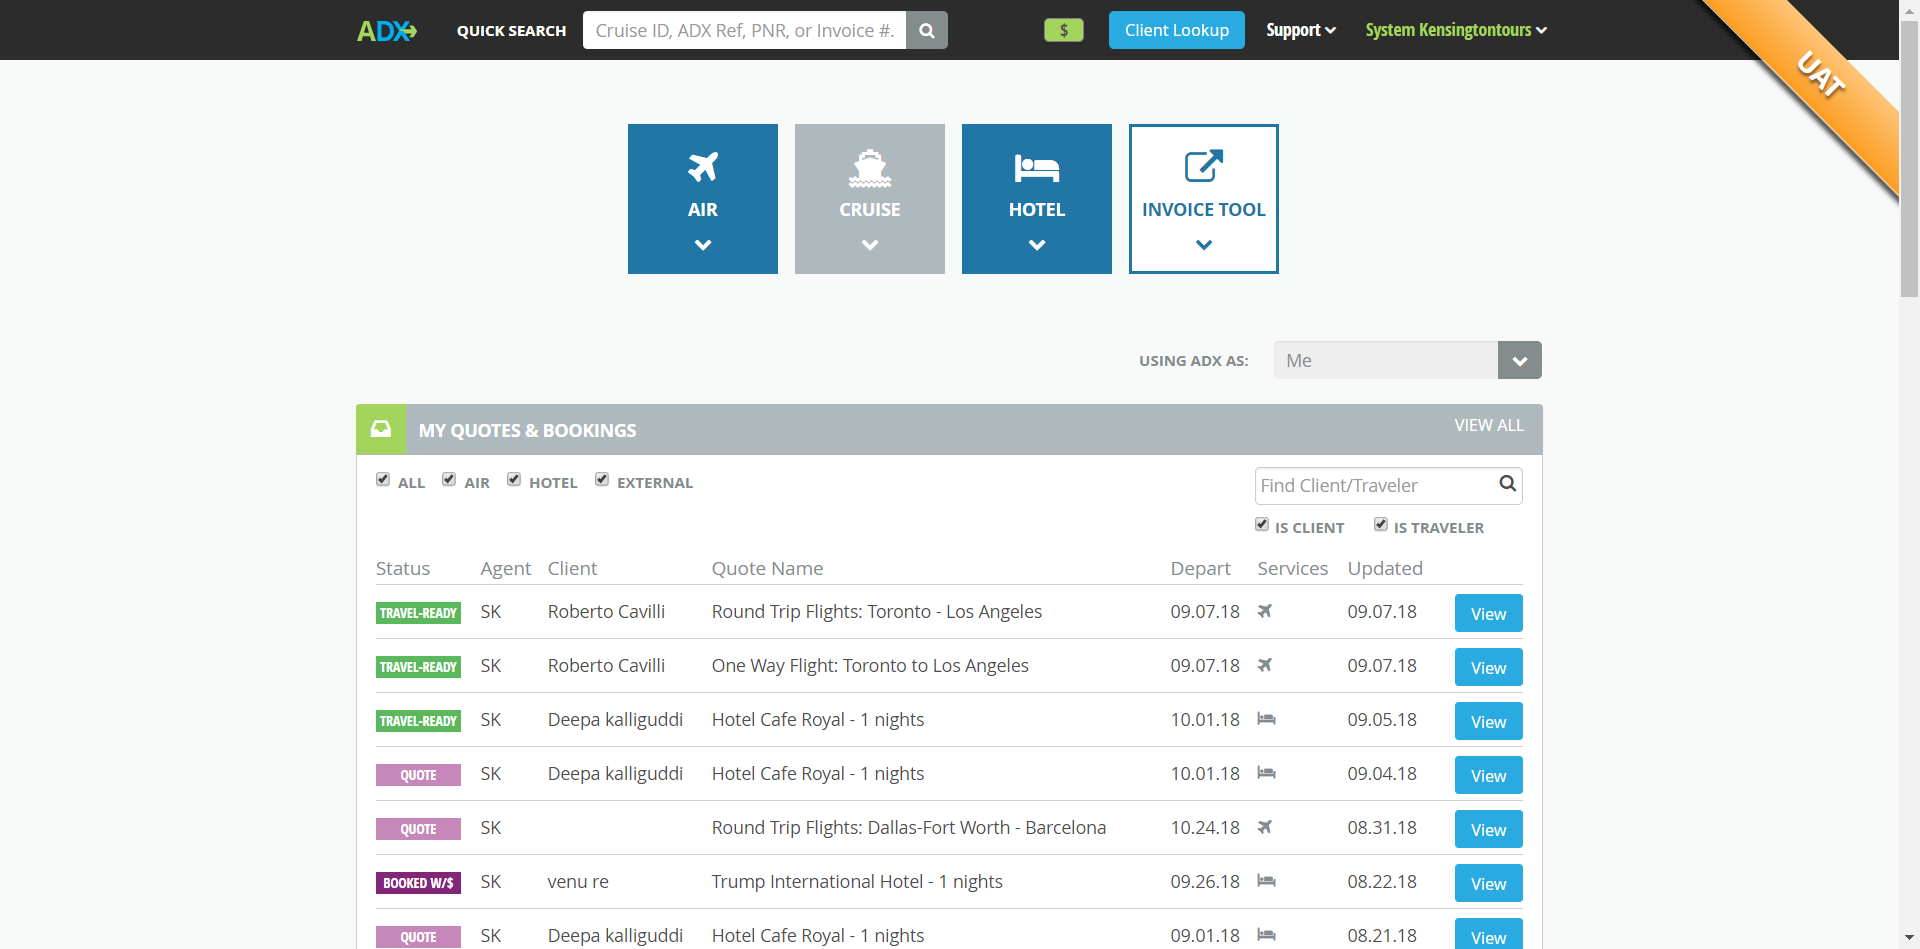 ADX QUICK SEARCH Cruise ID, ADX Ref, PNR, or Invoice #. $ Client Lookup Support System Kensingtontours
UAT
AIR CRUISE HOTEL INVOICE TOOL
USING ADX AS: Me
MY QUOTES & BOOKINGS VIEW ALL
ALL AIR HOTEL EXTERNAL Find Client/Traveler
IS CLIENT IS TRAVELER
Status Agent Client Quote Name Depart Services Updated
TRAVEL-READY SK Roberto Cavilli Round Trip Flights: Toronto - Los Angeles 09.07.18 09.07.18 View
TRAVEL-READY SK Roberto Cavilli One Way Flight: Toronto to Los Angeles 09.07.18 09.07.18 View
TRAVEL-READY SK Deepa kalliguddi Hotel Cafe Royal - 1 nights 10.01.18 09.05.18 View
QUOTE SK Deepa kalliguddi Hotel Cafe Royal - 1 nights 10.01.18 09.04.18 View
QUOTE SK Round Trip Flights: Dallas-Fort Worth - Barcelona 10.24.18 08.31.18 View
BOOKED W/$ SK venu re Trump International Hotel - 1 nights 09.26.18 08.22.18 View
QUOTE SK Deepa kalliguddi Hotel Cafe Royal - 1 nights 09.01.18 08.21.18 View